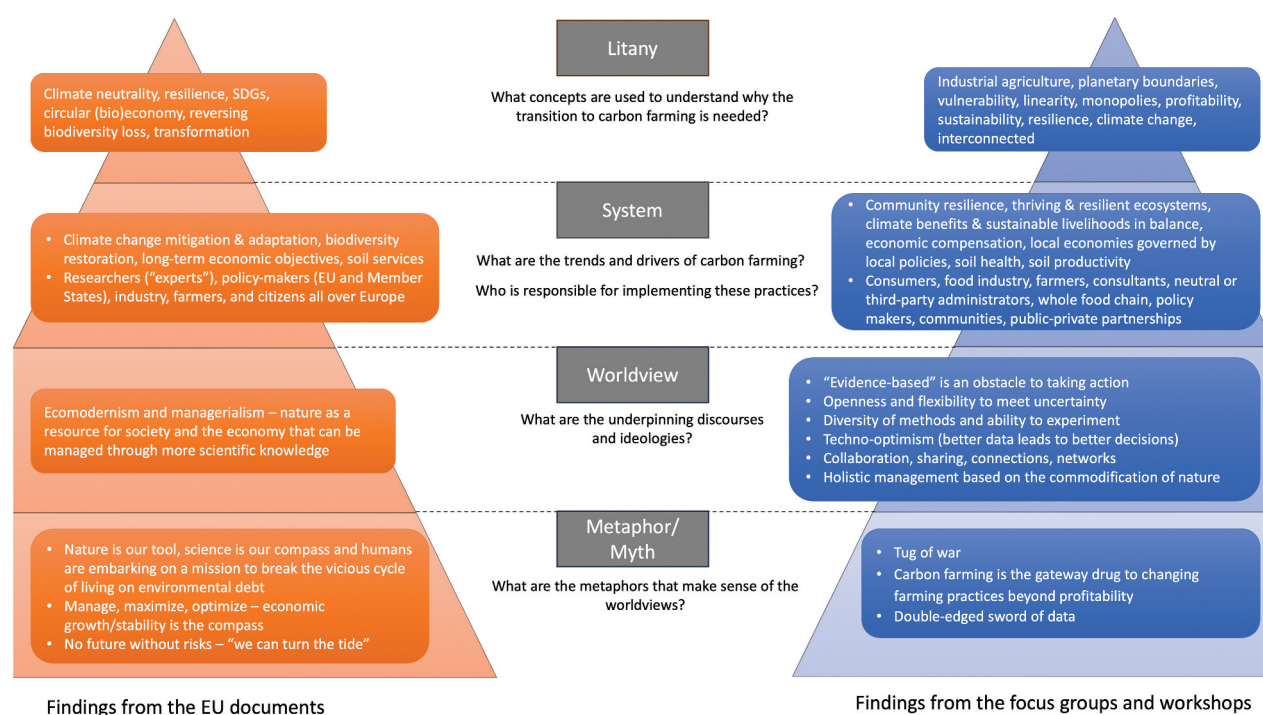 Litany
What concepts are used to understand why the
transition to carbon farming is needed?
Climate neutrality, resilience, SDGs,
circular (bio)economy, reversing
biodiversity loss, transformation
Industrial agriculture, planetary boundaries,
vulnerability, linearity, monopolies, profitability,
sustainability, resilience, climate change,
interconnected
System
What are the trends and drivers of carbon farming?
Who is responsible for implementing these practices?
• Climate change mitigation & adaptation, biodiversity
restoration, long-term economic objectives, soil services
• Researchers (“experts”), policy-makers (EU and Member
States), industry, farmers, and citizens all over Europe
• Community resilience, thriving & resilient ecosystems,
climate benefits & sustainable livelihoods in balance,
economic compensation, local economies governed by
local policies, soil health, soil productivity
• Consumers, food industry, farmers, consultants, neutral or
third-party administrators, whole food chain, policy
makers, communities, public-private partnerships
Worldview
What are the underpinning discourses
and ideologies?
Ecomodernism and managerialism – nature as a
resource for society and the economy that can be
managed through more scientific knowledge
• “Evidence-based” is an obstacle to taking action
• Openness and flexibility to meet uncertainty
• Diversity of methods and ability to experiment
• Techno-optimism (better data leads to better decisions)
• Collaboration, sharing, connections, networks
• Holistic management based on the commodification of nature
Metaphor/
Myth
What are the metaphors that make sense of the
worldviews?
• Nature is our tool, science is our compass and humans
are embarking on a mission to break the vicious cycle
of living on environmental debt
• Manage, maximize, optimize – economic
growth/stability is the compass
• No future without risks – “we can turn the tide”
• Tug of war
• Carbon farming is the gateway drug to changing
farming practices beyond profitability
• Double-edged sword of data
Findings from the EU documents
Findings from the focus groups and workshops